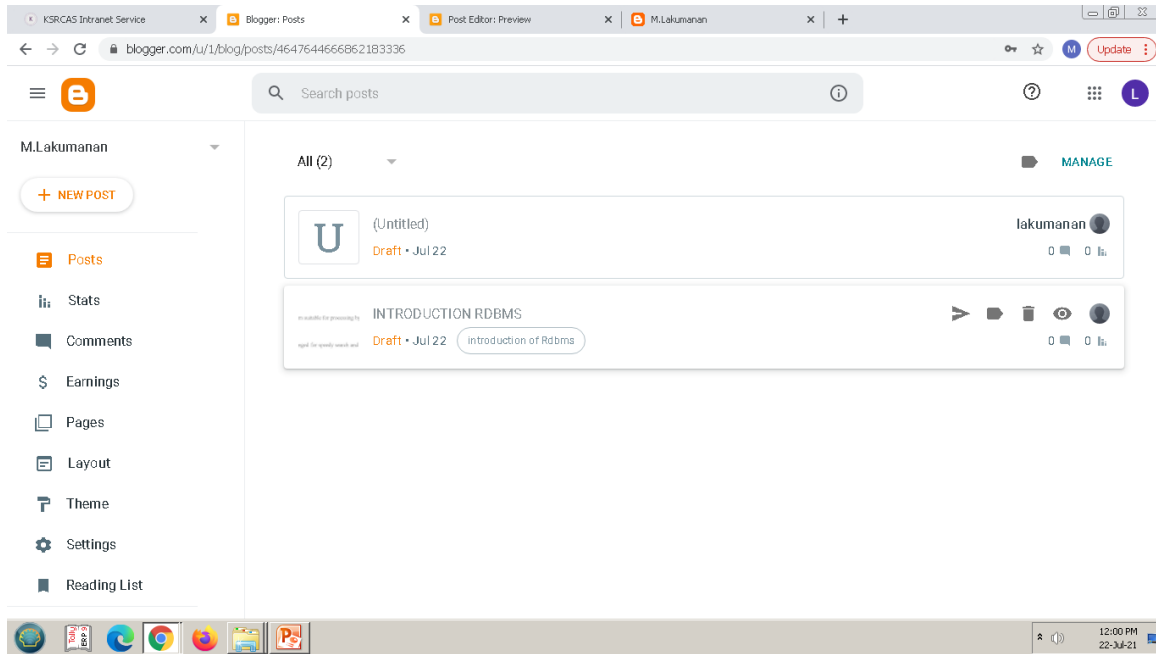 KSRCAS Intranet Service
Blogger: Posts
Post Editor: Preview
M.Lakumanan
blogger.com/u/1/blog/posts/4647644666862183336
M
Update
Search posts
L
M.Lakumanan
All (2)
MANAGE
NEW POST
U
(Untitled)
lakumanan
Draft • Jul 22
0
0
Posts
Stats
INTRODUCTION RDBMS
Draft • Jul 22
introduction of Rdbms
0
0
Comments
Earnings
Pages
Layout
Theme
Settings
Reading List
Tally
ERP 9
12:00 PM
22-Jul-21